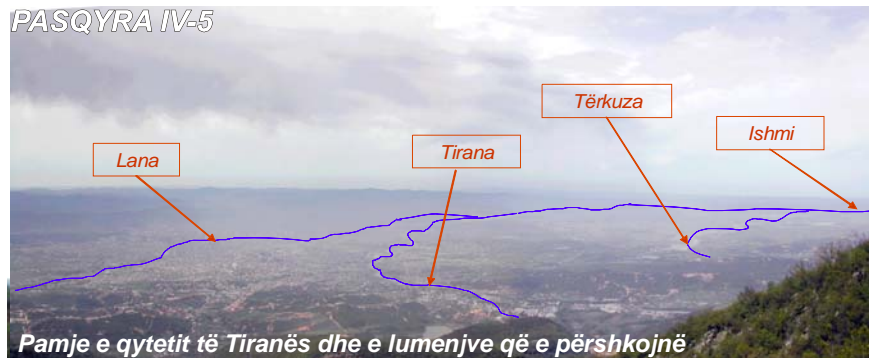 PASQYRA IV-5
Tërkuza
Ishmi
Lana
Tirana
Pamje e qytetit të Tiranës dhe e lumenjve që e përshkojnë